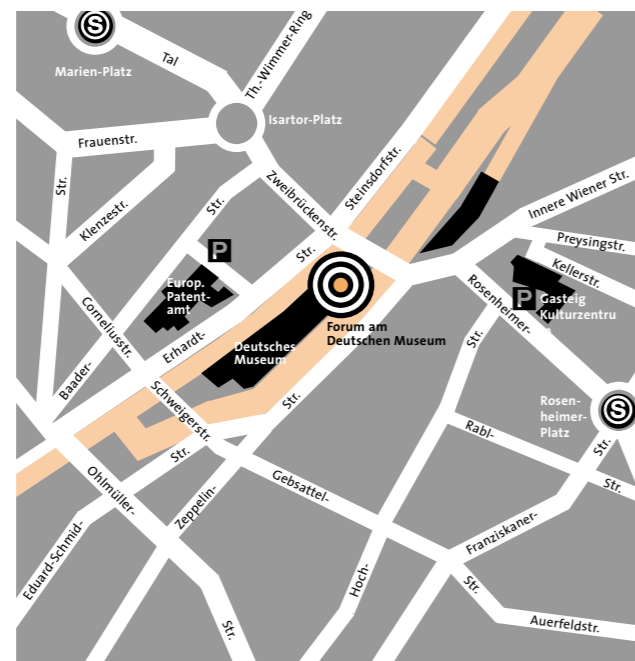 S
Marien-Platz
Tal
Th.-Wimmer-Ring
Isartor-Platz
Frauenstr.
Str.
Klenzestr.
Zweibrückenstr.
Steinsdorfstr.
Innere Wiener Str.
Preysingstr.
Kellerstr.
Str.
Str.
P
Europ.
Patent-
amt
P
Gasteig
Kulturzentru
Rosenheimer-
Str.
Corneliusstr.
Erhardt-
Forum am
Deutschen Museum
Deutsches
Museum
Baader-
Schweigerstr.
Str.
Rosen-
heimer-
Platz
S
Str.
Rabl-
Str.
Str.
Ohlmüller-
Zeppelin-
Gebsattel-
Franziskaner-
Eduard-Schmid-
Hoch-
Str.
Str.
Auerfeldstr.